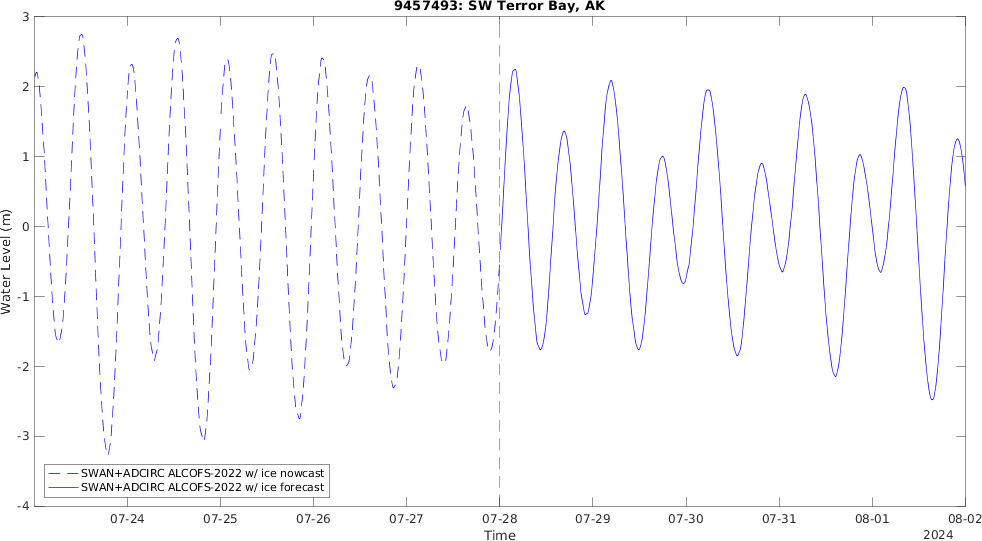 9457493: SW Terror Bay, AK
3
2
1
0
-1
-2
-3
-4
Water Level (m)
SWAN+ADCIRC ALCOFS-2022 w/ ice nowcast
SWAN+ADCIRC ALCOFS-2022 w/ ice forecast
07-24 07-25 07-26 07-27 07-28 07-29 07-30 07-31 08-01 08-02
Time
2024